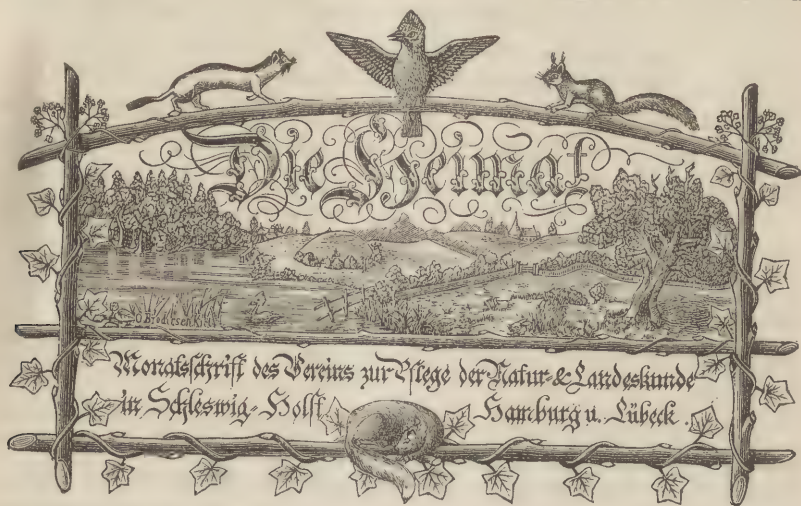 Die Heimat
Monatsschrift des Vereins zur Pflege der Natur- & Landeskunde
in Schleswig-Holst Hamburg u. Lübeck.